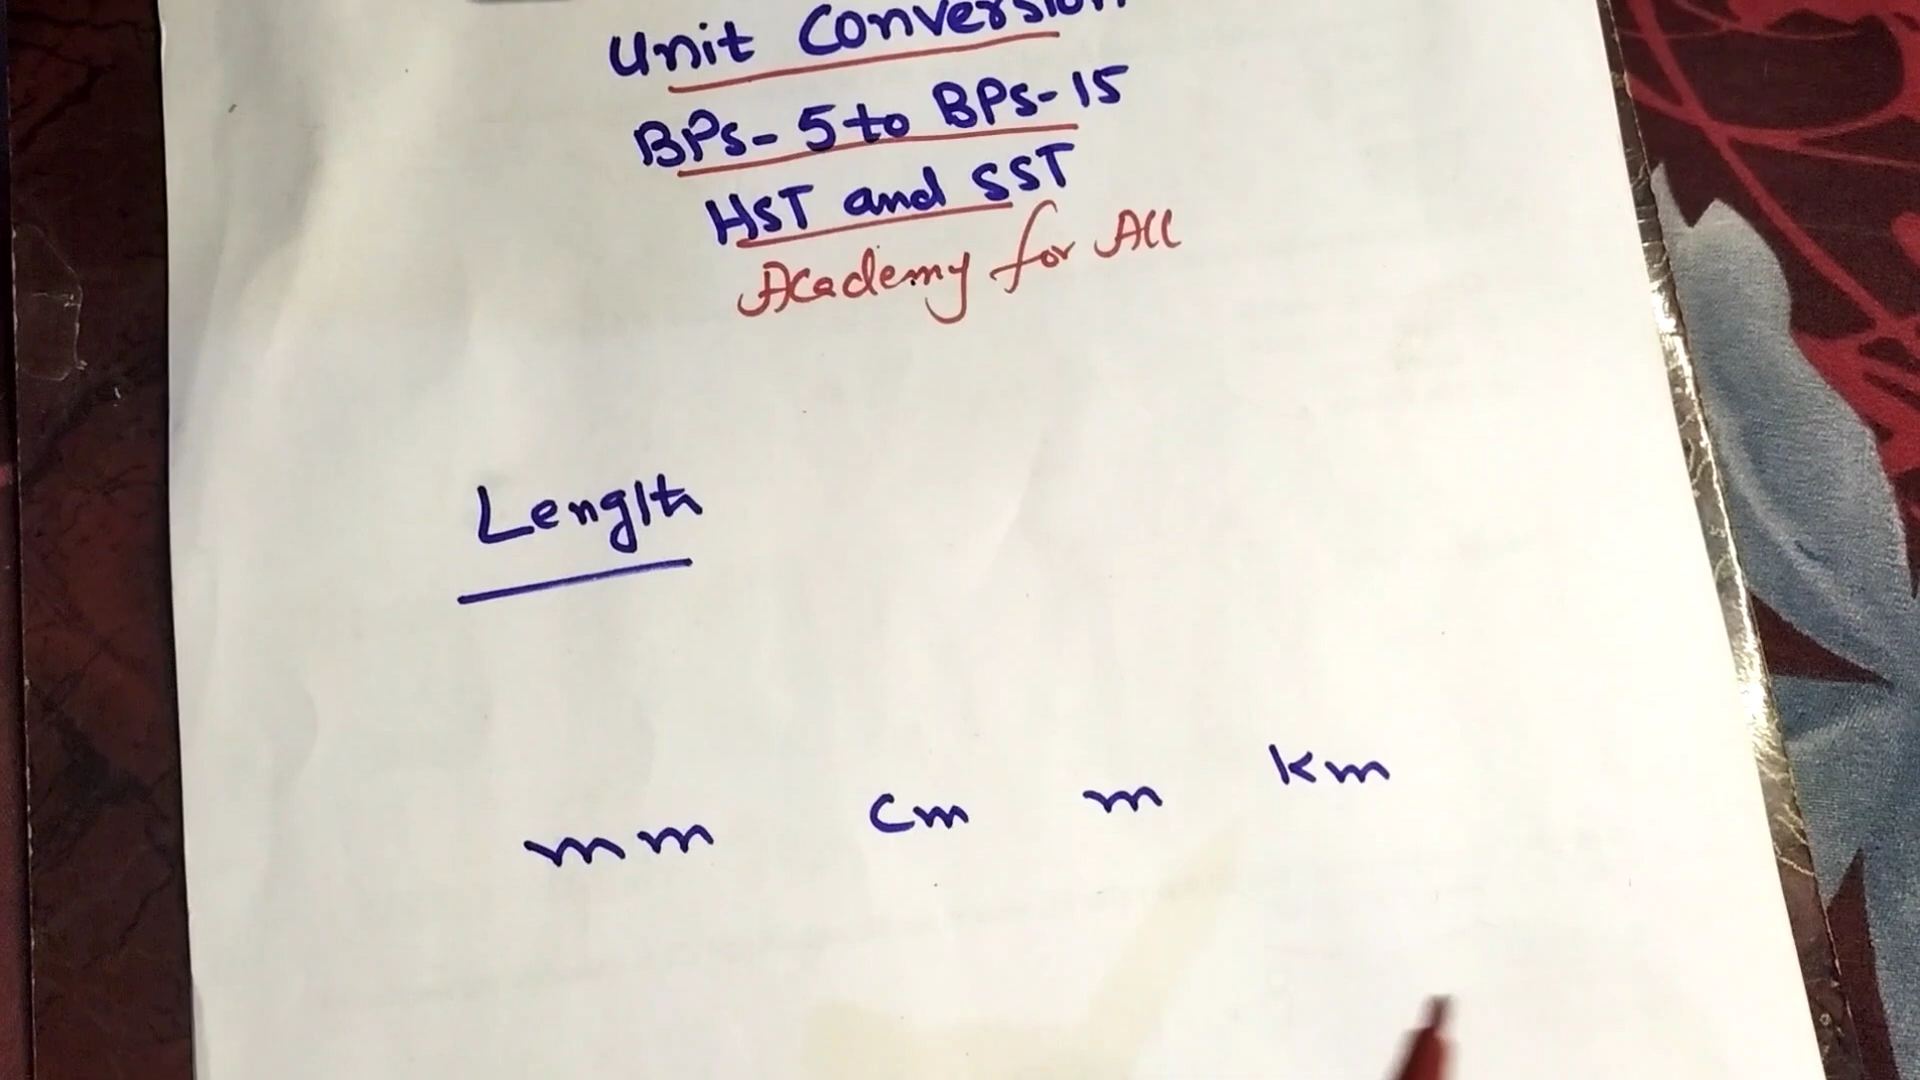 Unit Conversion
BPS- 5 to BPS-15
HST and SST
Academy for All
Length
mm cm m km